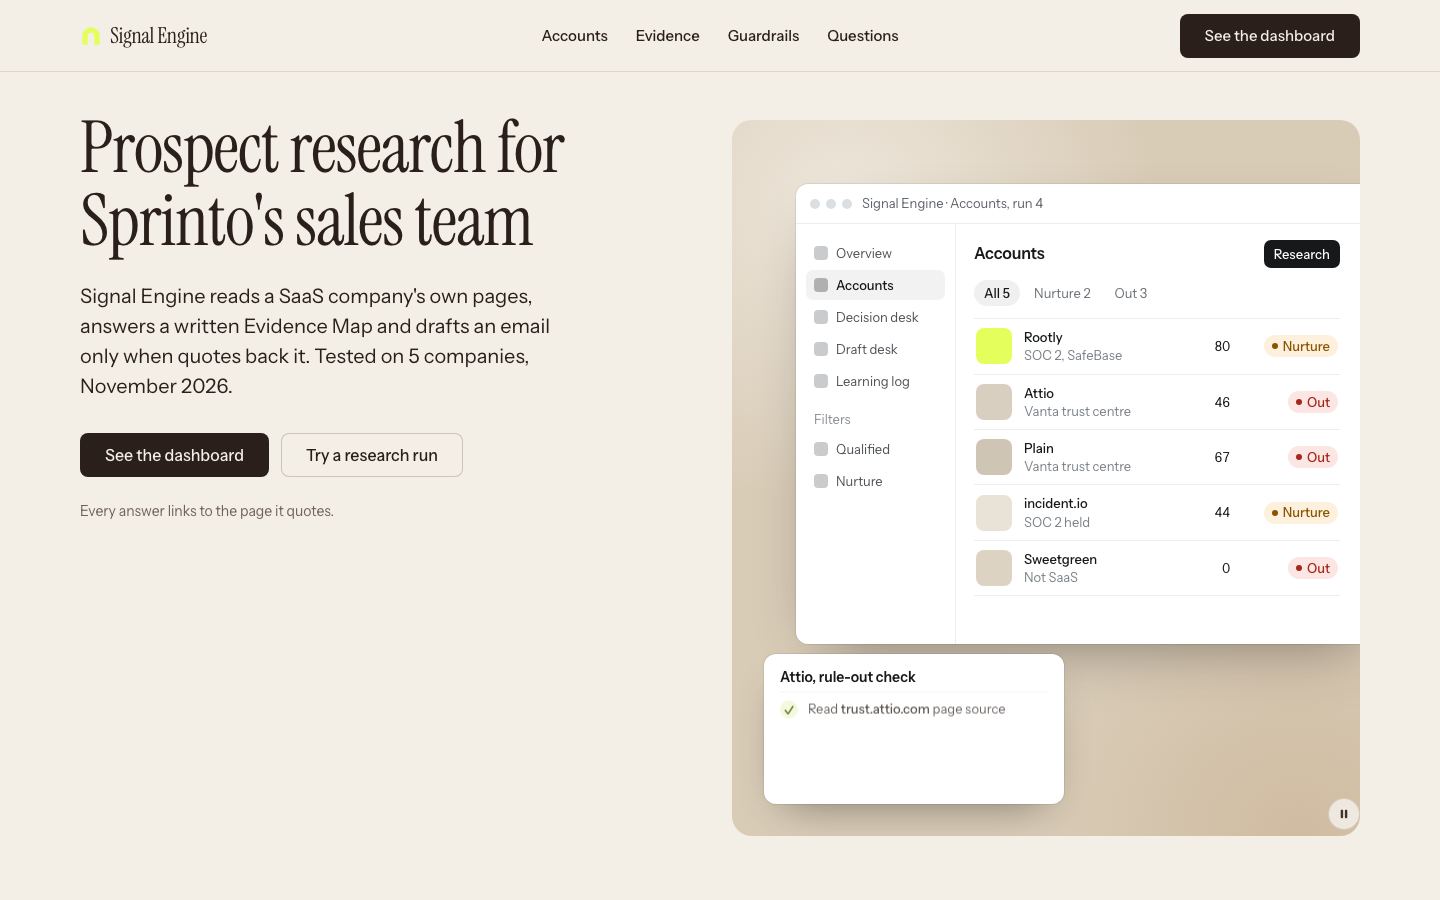 Signal Engine
Accounts
Evidence
Guardrails
Questions
See the dashboard
Prospect research for
Sprinto's sales team
Signal Engine reads a SaaS company's own pages,
answers a written Evidence Map and drafts an email
only when quotes back it. Tested on 5 companies,
November 2026.
See the dashboard
Try a research run
Every answer links to the page it quotes.
Signal Engine · Accounts, run 4
Overview
Accounts
Decision desk
Draft desk
Learning log
Filters
Qualified
Nurture
Accounts
Research
All 5
Nurture 2
Out 3
Rootly
SOC 2, SafeBase
80
Nurture
Attio
Vanta trust centre
46
Out
Plain
Vanta trust centre
67
Out
incident.io
SOC 2 held
44
Nurture
Sweetgreen
Not SaaS
0
Out
Attio, rule-out check
Read trust.attio.com page source